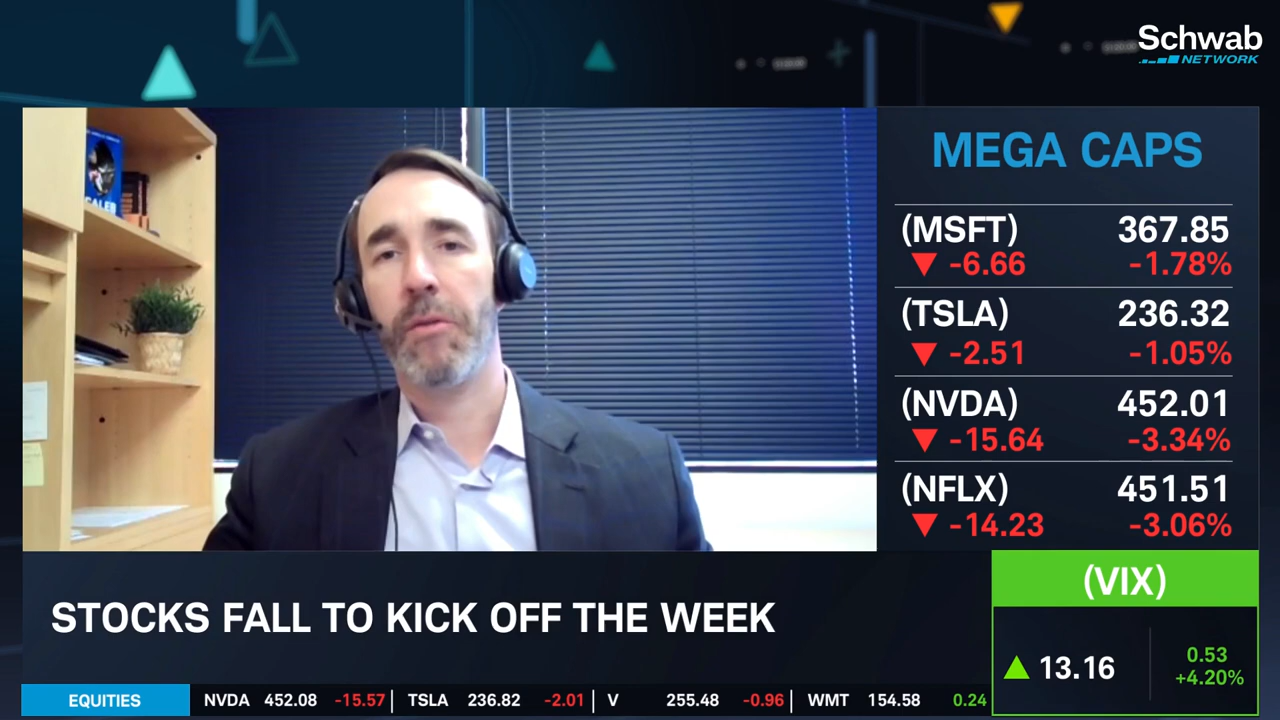 Schwab
NETWORK
MEGA CAPS
(MSFT) 367.85
▼ -6.66 -1.78%
(TSLA) 236.32
▼ -2.51 -1.05%
(NVDA) 452.01
▼ -15.64 -3.34%
(NFLX) 451.51
▼ -14.23 -3.06%
STOCKS FALL TO KICK OFF THE WEEK
(VIX)
▲ 13.16 0.53
+4.20%
EQUITIES NVDA 452.08 -15.57 TSLA 236.82 -2.01 V 255.48 -0.96 WMT 154.58 0.24